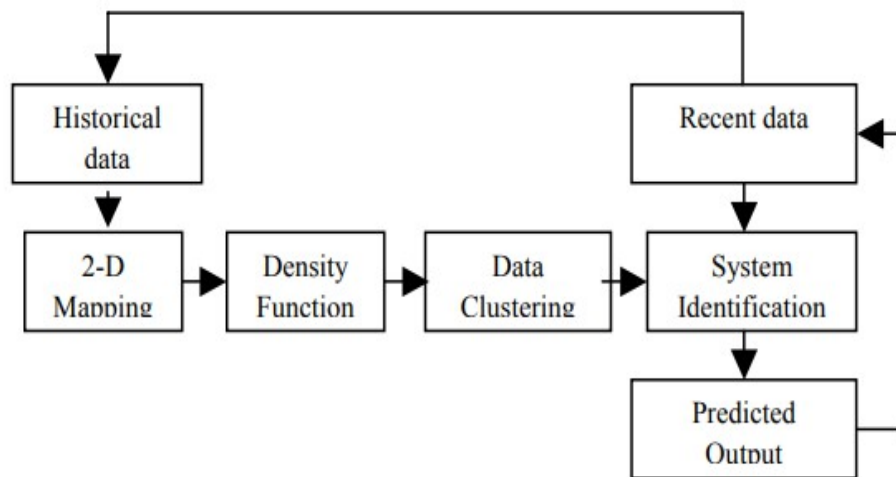 Historical
data
Recent data
2-D
Mapping
Density
Function
Data
Clustering
System
Identification
Predicted
Output